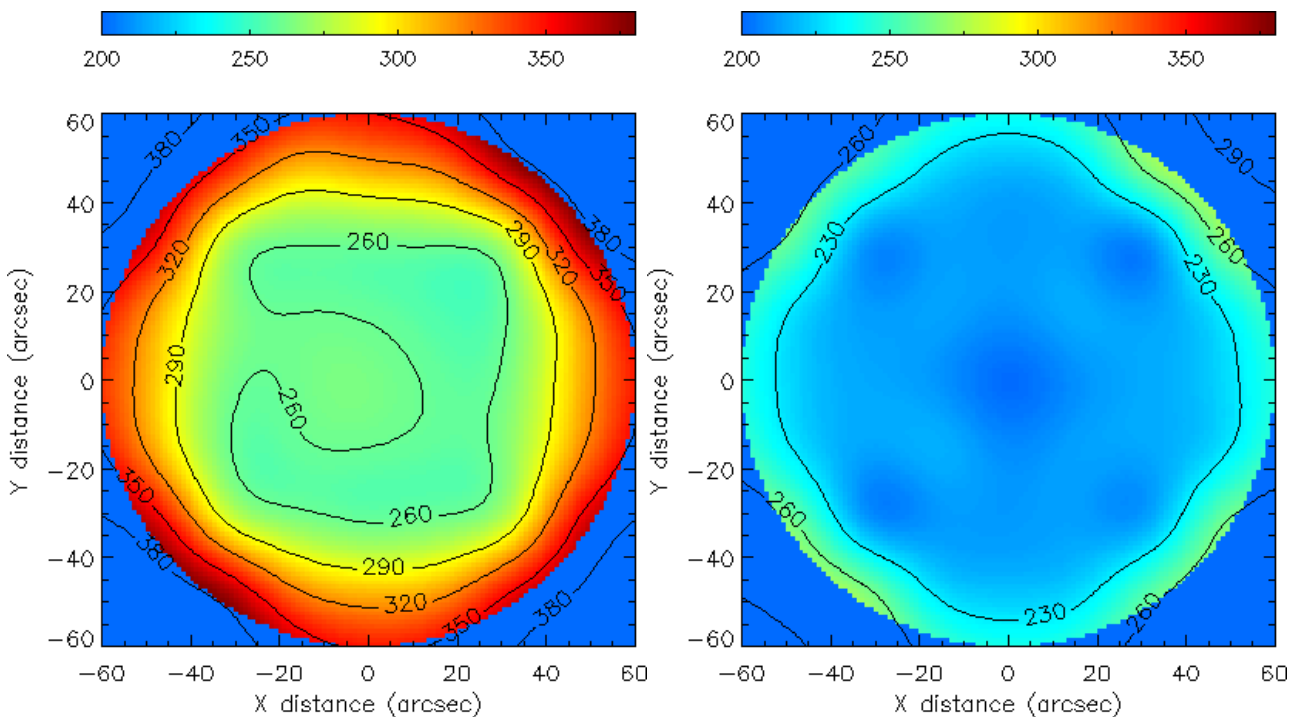 200 250 300 350
200 250 300 350
60 380 350 320 290 260 380
40 290
20 320 350
0 290 260
−20
−40 350 260
−60 380 290 320 350 380
−60 −40 −20 0 20 40 60
X distance (arcsec)
Y distance (arcsec)
60 260 290
40 230 260
20 230
0
−20
−40 260
−60 230 260
−60 −40 −20 0 20 40 60
X distance (arcsec)
Y distance (arcsec)